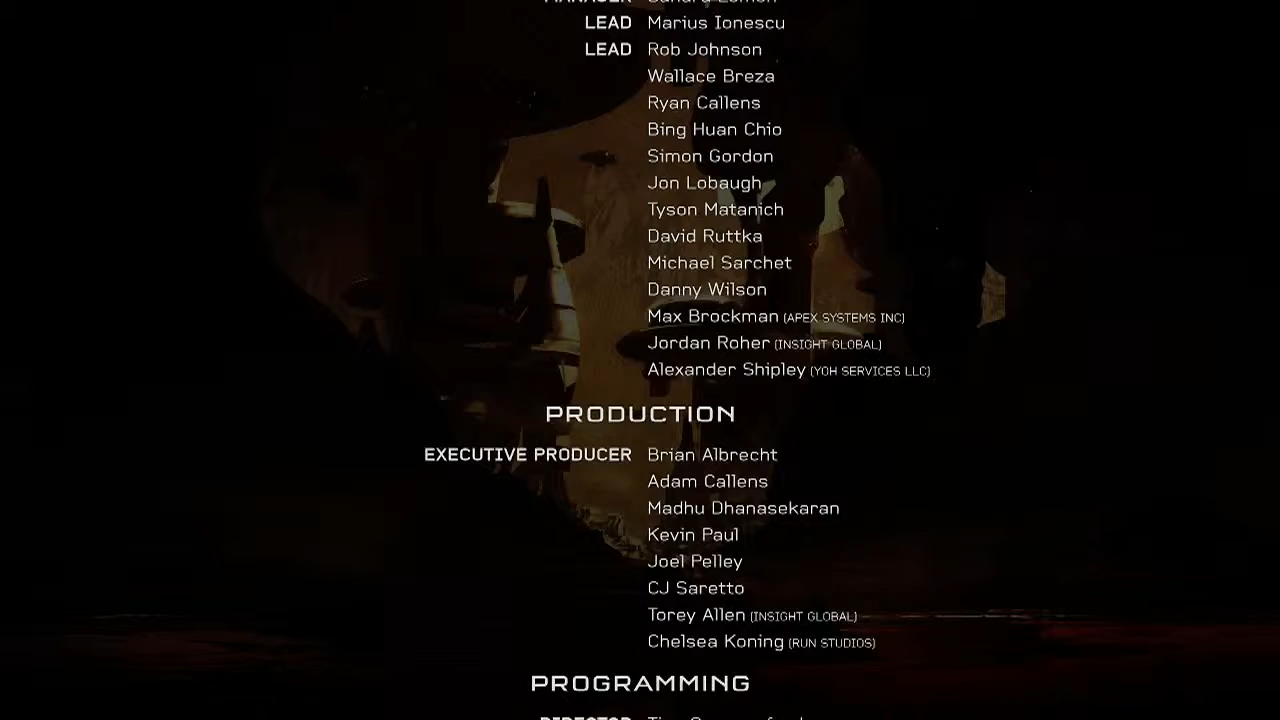 LEAD Marius Ionescu
LEAD Rob Johnson
Wallace Breza
Ryan Callens
Bing Huan Chio
Simon Gordon
Jon Lobaugh
Tyson Matanich
David Ruttka
Michael Sarchet
Danny Wilson
Max Brockman (APEX SYSTEMS INC)
Jordan Roher (INSIGHT GLOBAL)
Alexander Shipley (YOH SERVICES LLC)
PRODUCTION
EXECUTIVE PRODUCER Brian Albrecht
Adam Callens
Madhu Dhanasekaran
Kevin Paul
Joel Pelley
CJ Saretto
Torey Allen (INSIGHT GLOBAL)
Chelsea Koning (RUN STUDIOS)
PROGRAMMING